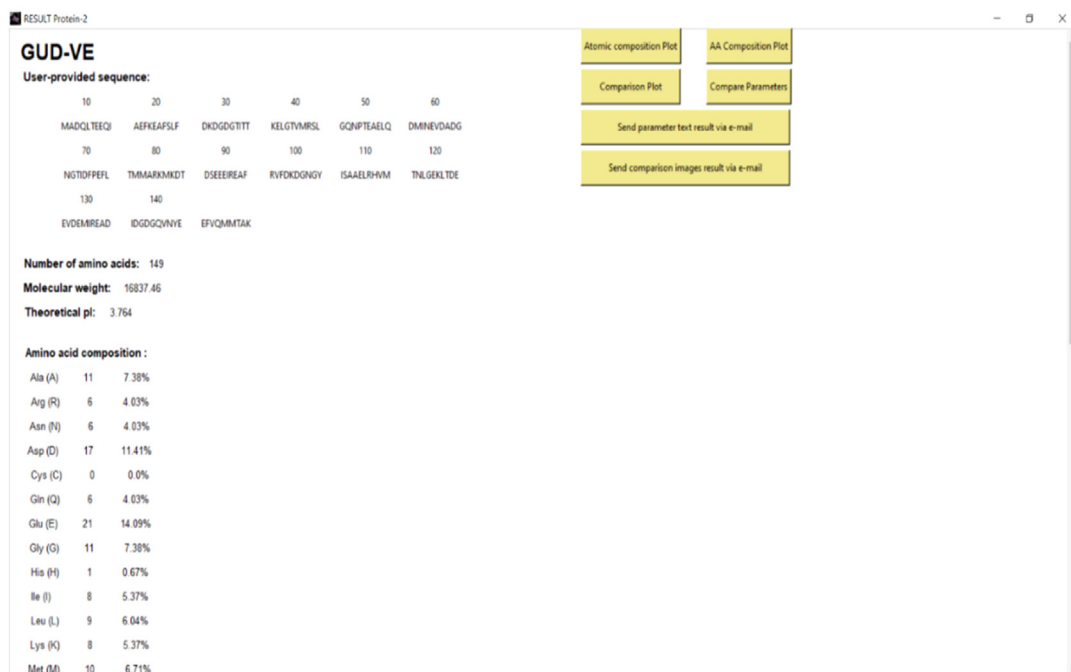 RESULT Protein-2
GUD-VE
User-provided sequence:
10 20 30 40 50 60
MADQLTEEQI AEFKEAFSLF DKDGDGTITT KELGTVMRSL GQNPTEAELQ DMINEVDADG
70 80 90 100 110 120
NGTIDFPEFL TMMARKMKDT DSEEEIREAF RVFDKDGNGY ISAAELRHVM TNLGEKLTDE
130 140
EVDEMIREAD IDGDGQVNYE EFVQMMTAK
Number of amino acids: 149
Molecular weight: 16837.46
Theoretical pI: 3.764
Amino acid composition :
Ala (A) 11 7.38%
Arg (R) 6 4.03%
Asn (N) 6 4.03%
Asp (D) 17 11.41%
Cys (C) 0 0.0%
Gln (Q) 6 4.03%
Glu (E) 21 14.09%
Gly (G) 11 7.38%
His (H) 1 0.67%
Ile (I) 8 5.37%
Leu (L) 9 6.04%
Lys (K) 8 5.37%
Met (M) 10 6.71%
Atomic composition Plot
AA Composition Plot
Comparison Plot
Compare Parameters
Send parameter text result via e-mail
Send comparison images result via e-mail